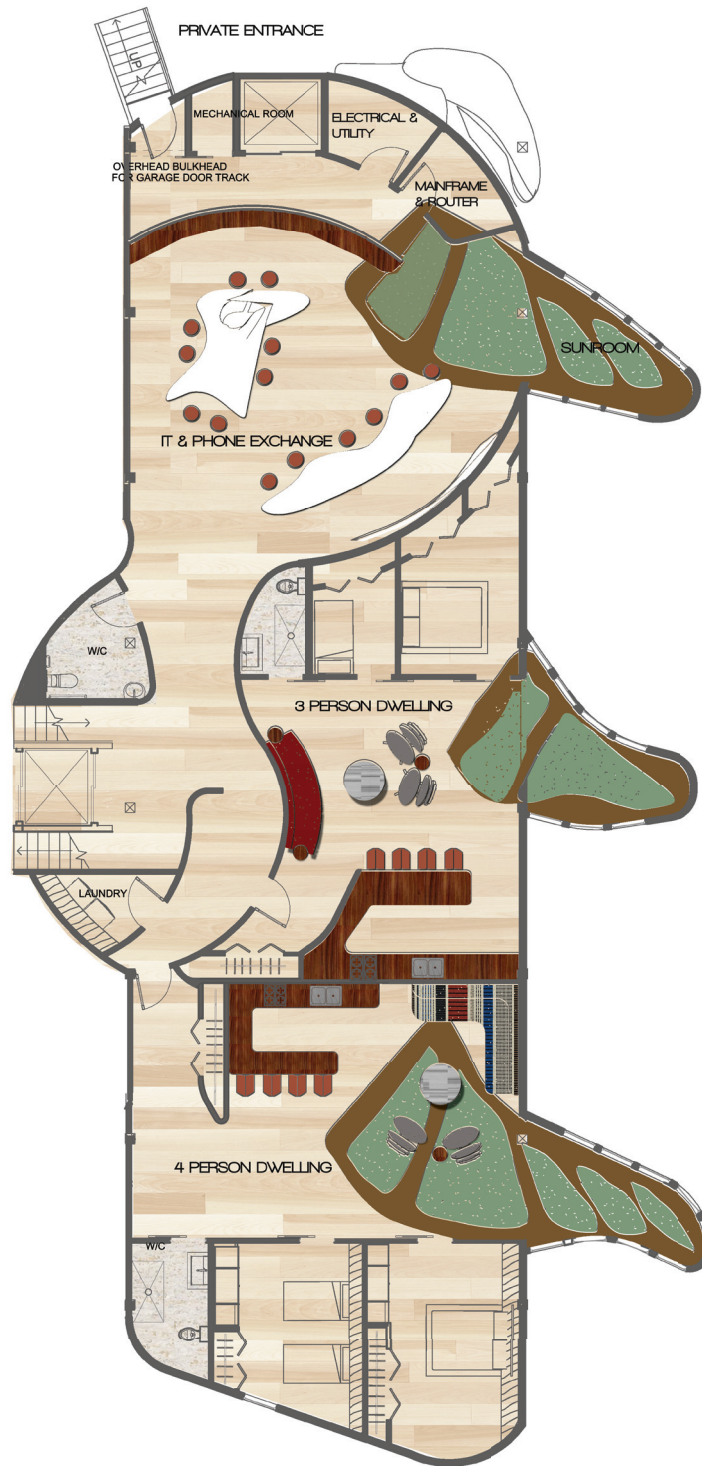 PRIVATE ENTRANCE
UP
MECHANICAL ROOM
ELECTRICAL &
UTILITY
OVERHEAD BULKHEAD
FOR GARAGE DOOR TRACK
MAINFRAME
& ROUTER
SUNROOM
IT & PHONE EXCHANGE
W/C
3 PERSON DWELLING
LAUNDRY
4 PERSON DWELLING
W/C